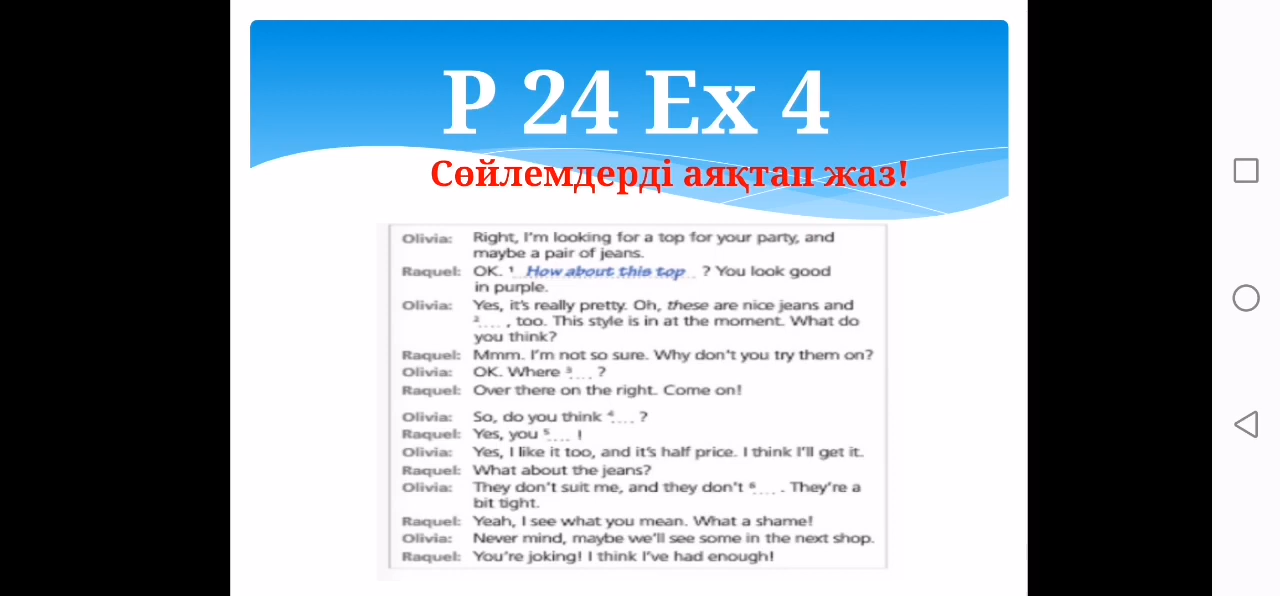 P 24 Ex 4
Сөйлемдерді аяқтап жаз!
Olivia: Right, I'm looking for a top for your party, and
maybe a pair of jeans.
Raquel: OK. ¹ How about this top ? You look good
in purple.
Olivia: Yes, it's really pretty. Oh, these are nice jeans and
².... , too. This style is in at the moment. What do
you think?
Raquel: Mmm. I'm not so sure. Why don't you try them on?
Olivia: OK. Where ³.... ?
Raquel: Over there on the right. Come on!
Olivia: So, do you think ⁴.... ?
Raquel: Yes, you ⁵.... !
Olivia: Yes, I like it too, and it's half price. I think I'll get it.
Raquel: What about the jeans?
Olivia: They don't suit me, and they don't ⁶.... . They're a
bit tight.
Raquel: Yeah, I see what you mean. What a shame!
Olivia: Never mind, maybe we'll see some in the next shop.
Raquel: You're joking! I think I've had enough!